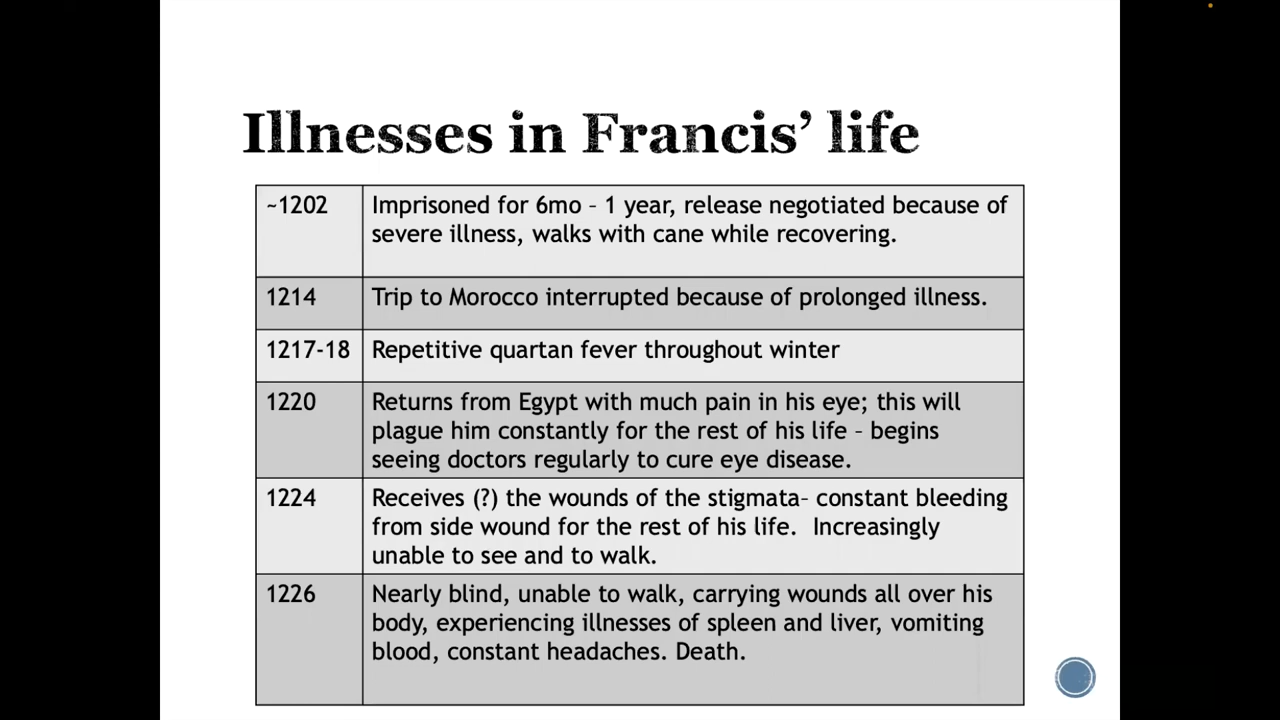 Illnesses in Francis’ life
~1202
Imprisoned for 6mo – 1 year, release negotiated because of
severe illness, walks with cane while recovering.
1214
Trip to Morocco interrupted because of prolonged illness.
1217-18
Repetitive quartan fever throughout winter
1220
Returns from Egypt with much pain in his eye; this will
plague him constantly for the rest of his life – begins
seeing doctors regularly to cure eye disease.
1224
Receives (?) the wounds of the stigmata– constant bleeding
from side wound for the rest of his life.  Increasingly
unable to see and to walk.
1226
Nearly blind, unable to walk, carrying wounds all over his
body, experiencing illnesses of spleen and liver, vomiting
blood, constant headaches. Death.